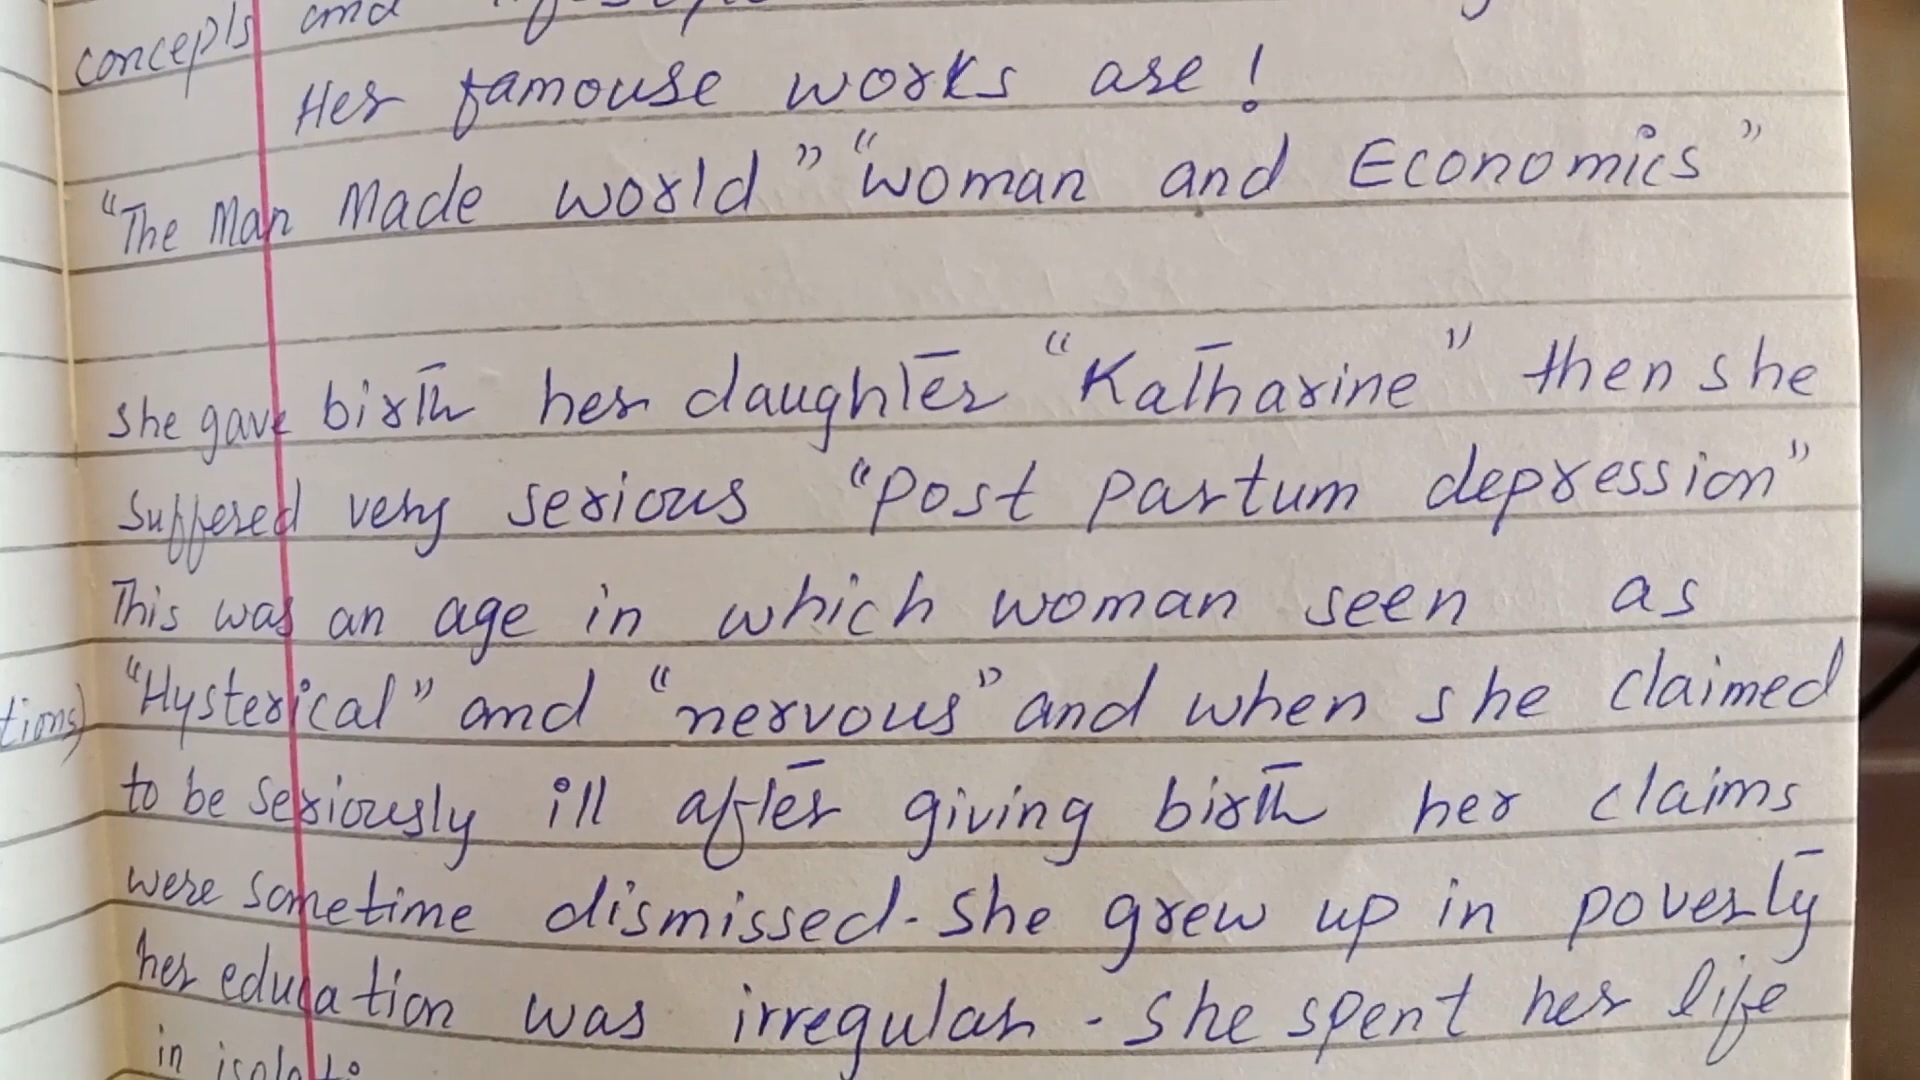 concepts and
Her famouse works are!
"The Man Made world" "woman and Economics"
she gave birth her daughter "Katharine" then she
suffered very serious "post partum depression"
This was an age in which woman seen as
"Hysterical" and "nervous" and when she claimed
tions)
to be seriously ill after giving birth her claims
were sometime dismissed. She grew up in poverty
her education was irregular. She spent her life
in